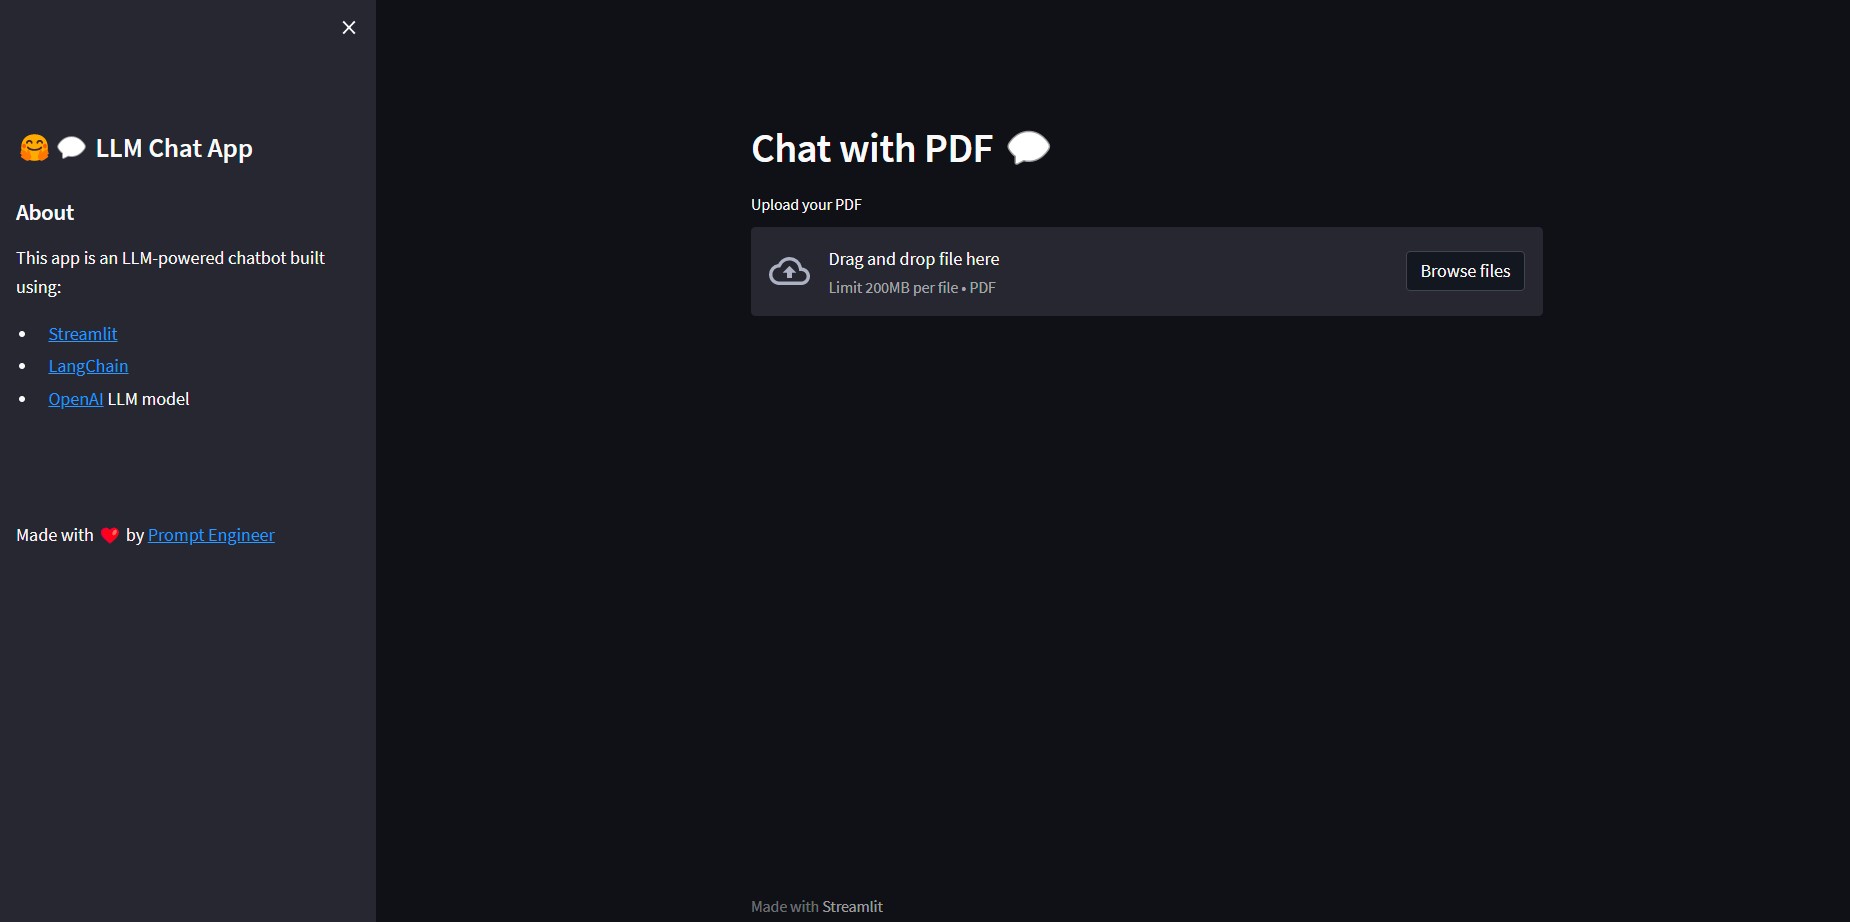 🤗💬 LLM Chat App
About
This app is an LLM-powered chatbot built
using:
• Streamlit
• LangChain
• OpenAI LLM model
Made with ❤️ by Prompt Engineer
Chat with PDF 💬
Upload your PDF
Drag and drop file here
Limit 200MB per file • PDF
Browse files
Made with Streamlit